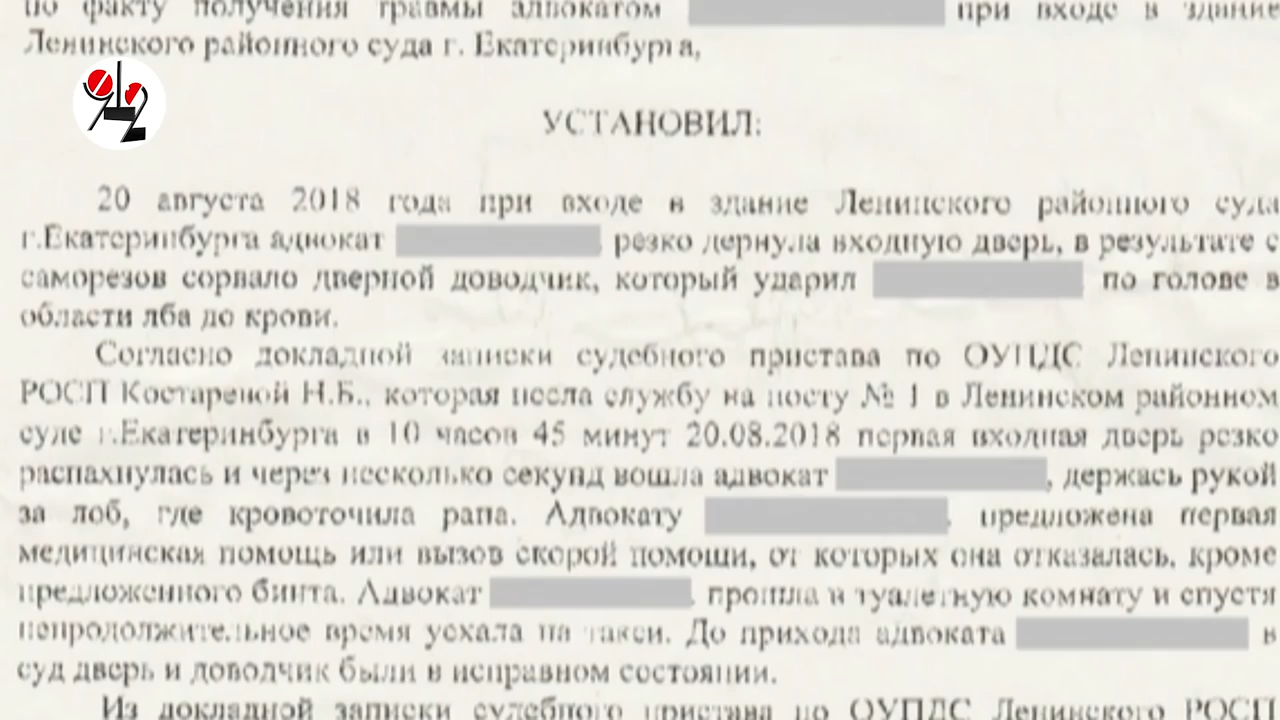 по факту получения травмы адвокатом при входе в здание
Ленинского районного суда г. Екатеринбурга,
УСТАНОВИЛ:
20 августа 2018 года при входе в здание Ленинского районного суда
г.Екатеринбурга адвокат резко дернула входную дверь, в результате с
саморезов сорвало дверной доводчик, который ударил по голове в
области лба до крови.
Согласно докладной записки судебного пристава по ОУПДС Ленинского
РОСП Костаревой Н.Б., которая несла службу на посту № 1 в Ленинском районном
суде г.Екатеринбурга в 10 часов 45 минут 20.08.2018 первая входная дверь резко
распахнулась и через несколько секунд вошла адвокат , держась рукой
за лоб, где кровоточила рана. Адвокату , предложена первая
медицинская помощь или вызов скорой помощи, от которых она отказалась, кроме
предложенного бинта. Адвокат прошла в туалетную комнату и спустя
непродолжительное время уехала на такси. До прихода адвоката в
суд дверь и доводчик были в исправном состоянии.
Из докладной записки судебного пристава по ОУПДС Ленинского РОСП